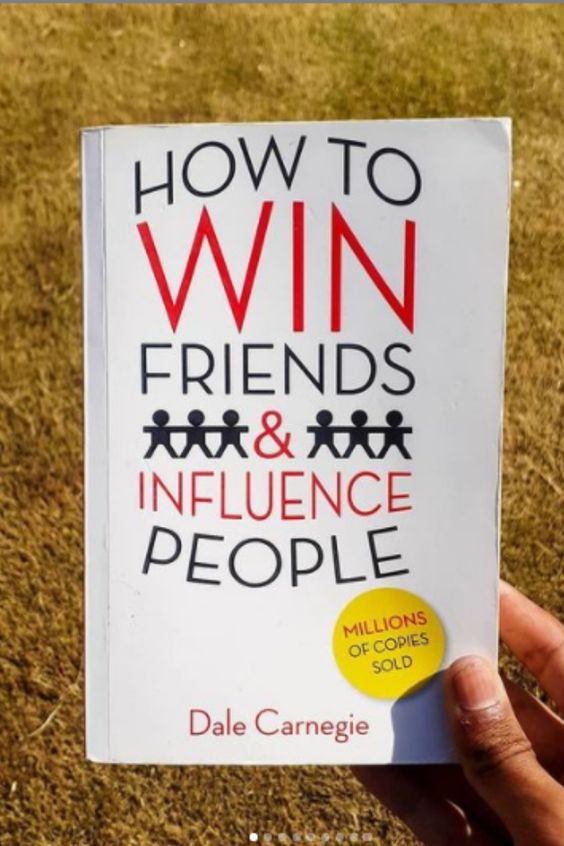 HOW TO
WIN
FRIENDS
&
INFLUENCE
PEOPLE
MILLIONS
OF COPIES
SOLD
Dale Carnegie